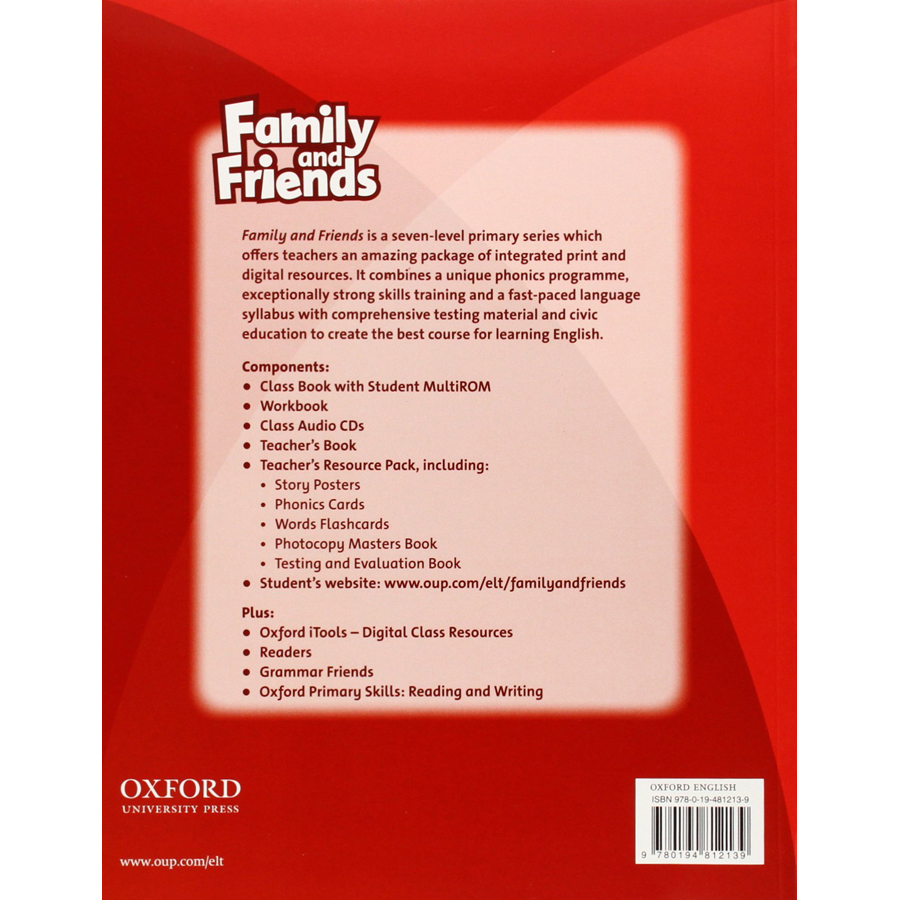 Family
and
Friends
Family and Friends is a seven-level primary series which
offers teachers an amazing package of integrated print and
digital resources. It combines a unique phonics programme,
exceptionally strong skills training and a fast-paced language
syllabus with comprehensive testing material and civic
education to create the best course for learning English.
Components:
• Class Book with Student MultiROM
• Workbook
• Class Audio CDs
• Teacher's Book
• Teacher's Resource Pack, including:
• Story Posters
• Phonics Cards
• Words Flashcards
• Photocopy Masters Book
• Testing and Evaluation Book
• Student's website: www.oup.com/elt/familyandfriends
Plus:
• Oxford iTools – Digital Class Resources
• Readers
• Grammar Friends
• Oxford Primary Skills: Reading and Writing
OXFORD
UNIVERSITY PRESS
www.oup.com/elt
OXFORD ENGLISH
ISBN 978-0-19-481213-9
9 780194 812139